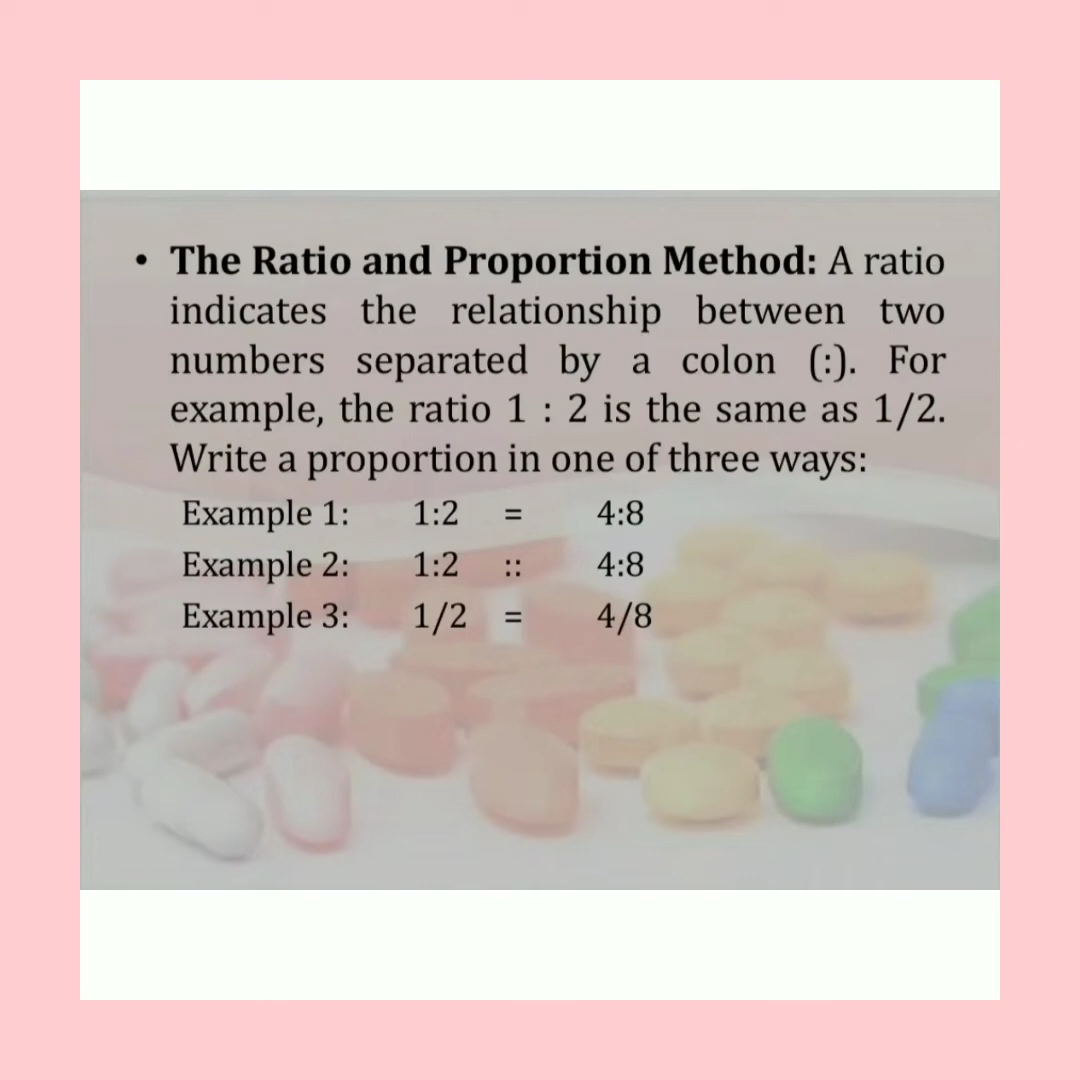 • The Ratio and Proportion Method: A ratio
indicates the relationship between two
numbers separated by a colon (:). For
example, the ratio 1 : 2 is the same as 1/2.
Write a proportion in one of three ways:
Example 1: 1:2 = 4:8
Example 2: 1:2 :: 4:8
Example 3: 1/2 = 4/8